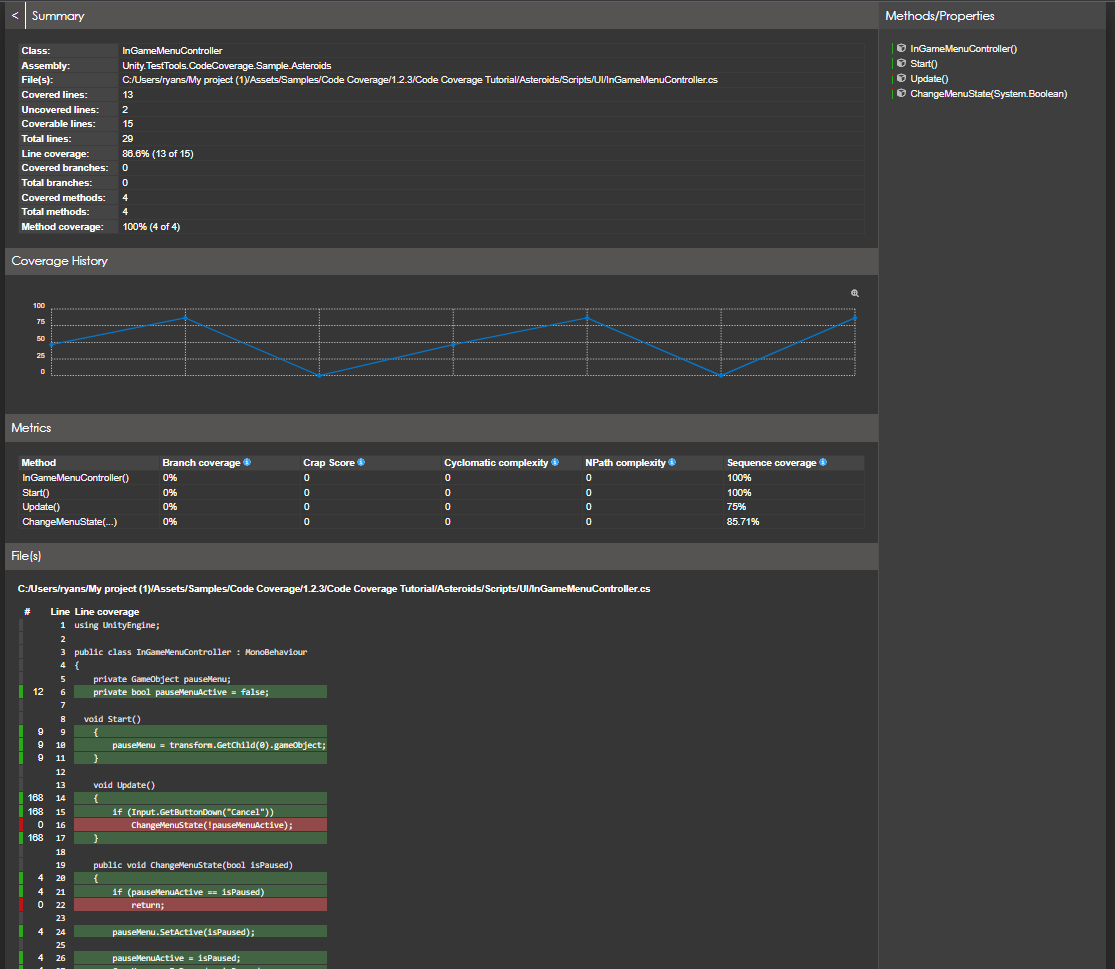 < Summary
Class: InGameMenuController
Assembly: Unity.TestTools.CodeCoverage.Sample.Asteroids
File(s): C:/Users/ryans/My project (1)/Assets/Samples/Code Coverage/1.2.3/Code Coverage Tutorial/Asteroids/Scripts/UI/InGameMenuController.cs
Covered lines: 13
Uncovered lines: 2
Coverable lines: 15
Total lines: 29
Line coverage: 86.6% (13 of 15)
Covered branches: 0
Total branches: 0
Covered methods: 4
Total methods: 4
Method coverage: 100% (4 of 4)
Coverage History
100
75
50
25
0
Metrics
Method Branch coverage Crap Score Cyclomatic complexity NPath complexity Sequence coverage
InGameMenuController() 0% 0 0 0 100%
Start() 0% 0 0 0 100%
Update() 0% 0 0 0 75%
ChangeMenuState(...) 0% 0 0 0 85.71%
File(s)
C:/Users/ryans/My project (1)/Assets/Samples/Code Coverage/1.2.3/Code Coverage Tutorial/Asteroids/Scripts/UI/InGameMenuController.cs
# Line Line coverage
1 using UnityEngine;
2
3 public class InGameMenuController : MonoBehaviour
4 {
5 private GameObject pauseMenu;
12 6 private bool pauseMenuActive = false;
7
8 void Start()
9 9 {
9 10 pauseMenu = transform.GetChild(0).gameObject;
9 11 }
12
13 void Update()
168 14 {
168 15 if (Input.GetButtonDown("Cancel"))
0 16 ChangeMenuState(!pauseMenuActive);
168 17 }
18
19 public void ChangeMenuState(bool isPaused)
4 20 {
4 21 if (pauseMenuActive == isPaused)
0 22 return;
23
4 24 pauseMenu.SetActive(isPaused);
25
4 26 pauseMenuActive = isPaused;
Methods/Properties
InGameMenuController()
Start()
Update()
ChangeMenuState(System.Boolean)